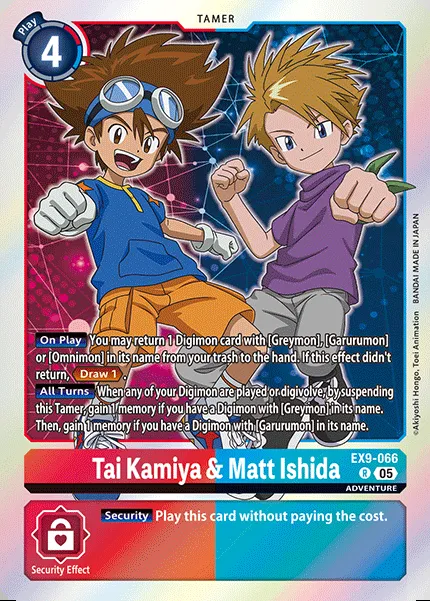 TAMER
Play
4
On Play You may return 1 Digimon card with [Greymon], [Garurumon]
or [Omnimon] in its name from your trash to the hand. If this effect didn't
return, Draw 1.
All Turns When any of your Digimon are played or digivolve, by suspending
this Tamer, gain 1 memory if you have a Digimon with [Greymon] in its name.
Then, gain 1 memory if you have a Digimon with [Garurumon] in its name.
©Akiyoshi Hongo, Toei Animation BANDAI MADE IN JAPAN
Tai Kamiya & Matt Ishida
EX9-066
R 05
ADVENTURE
Security Play this card without paying the cost.
Security Effect